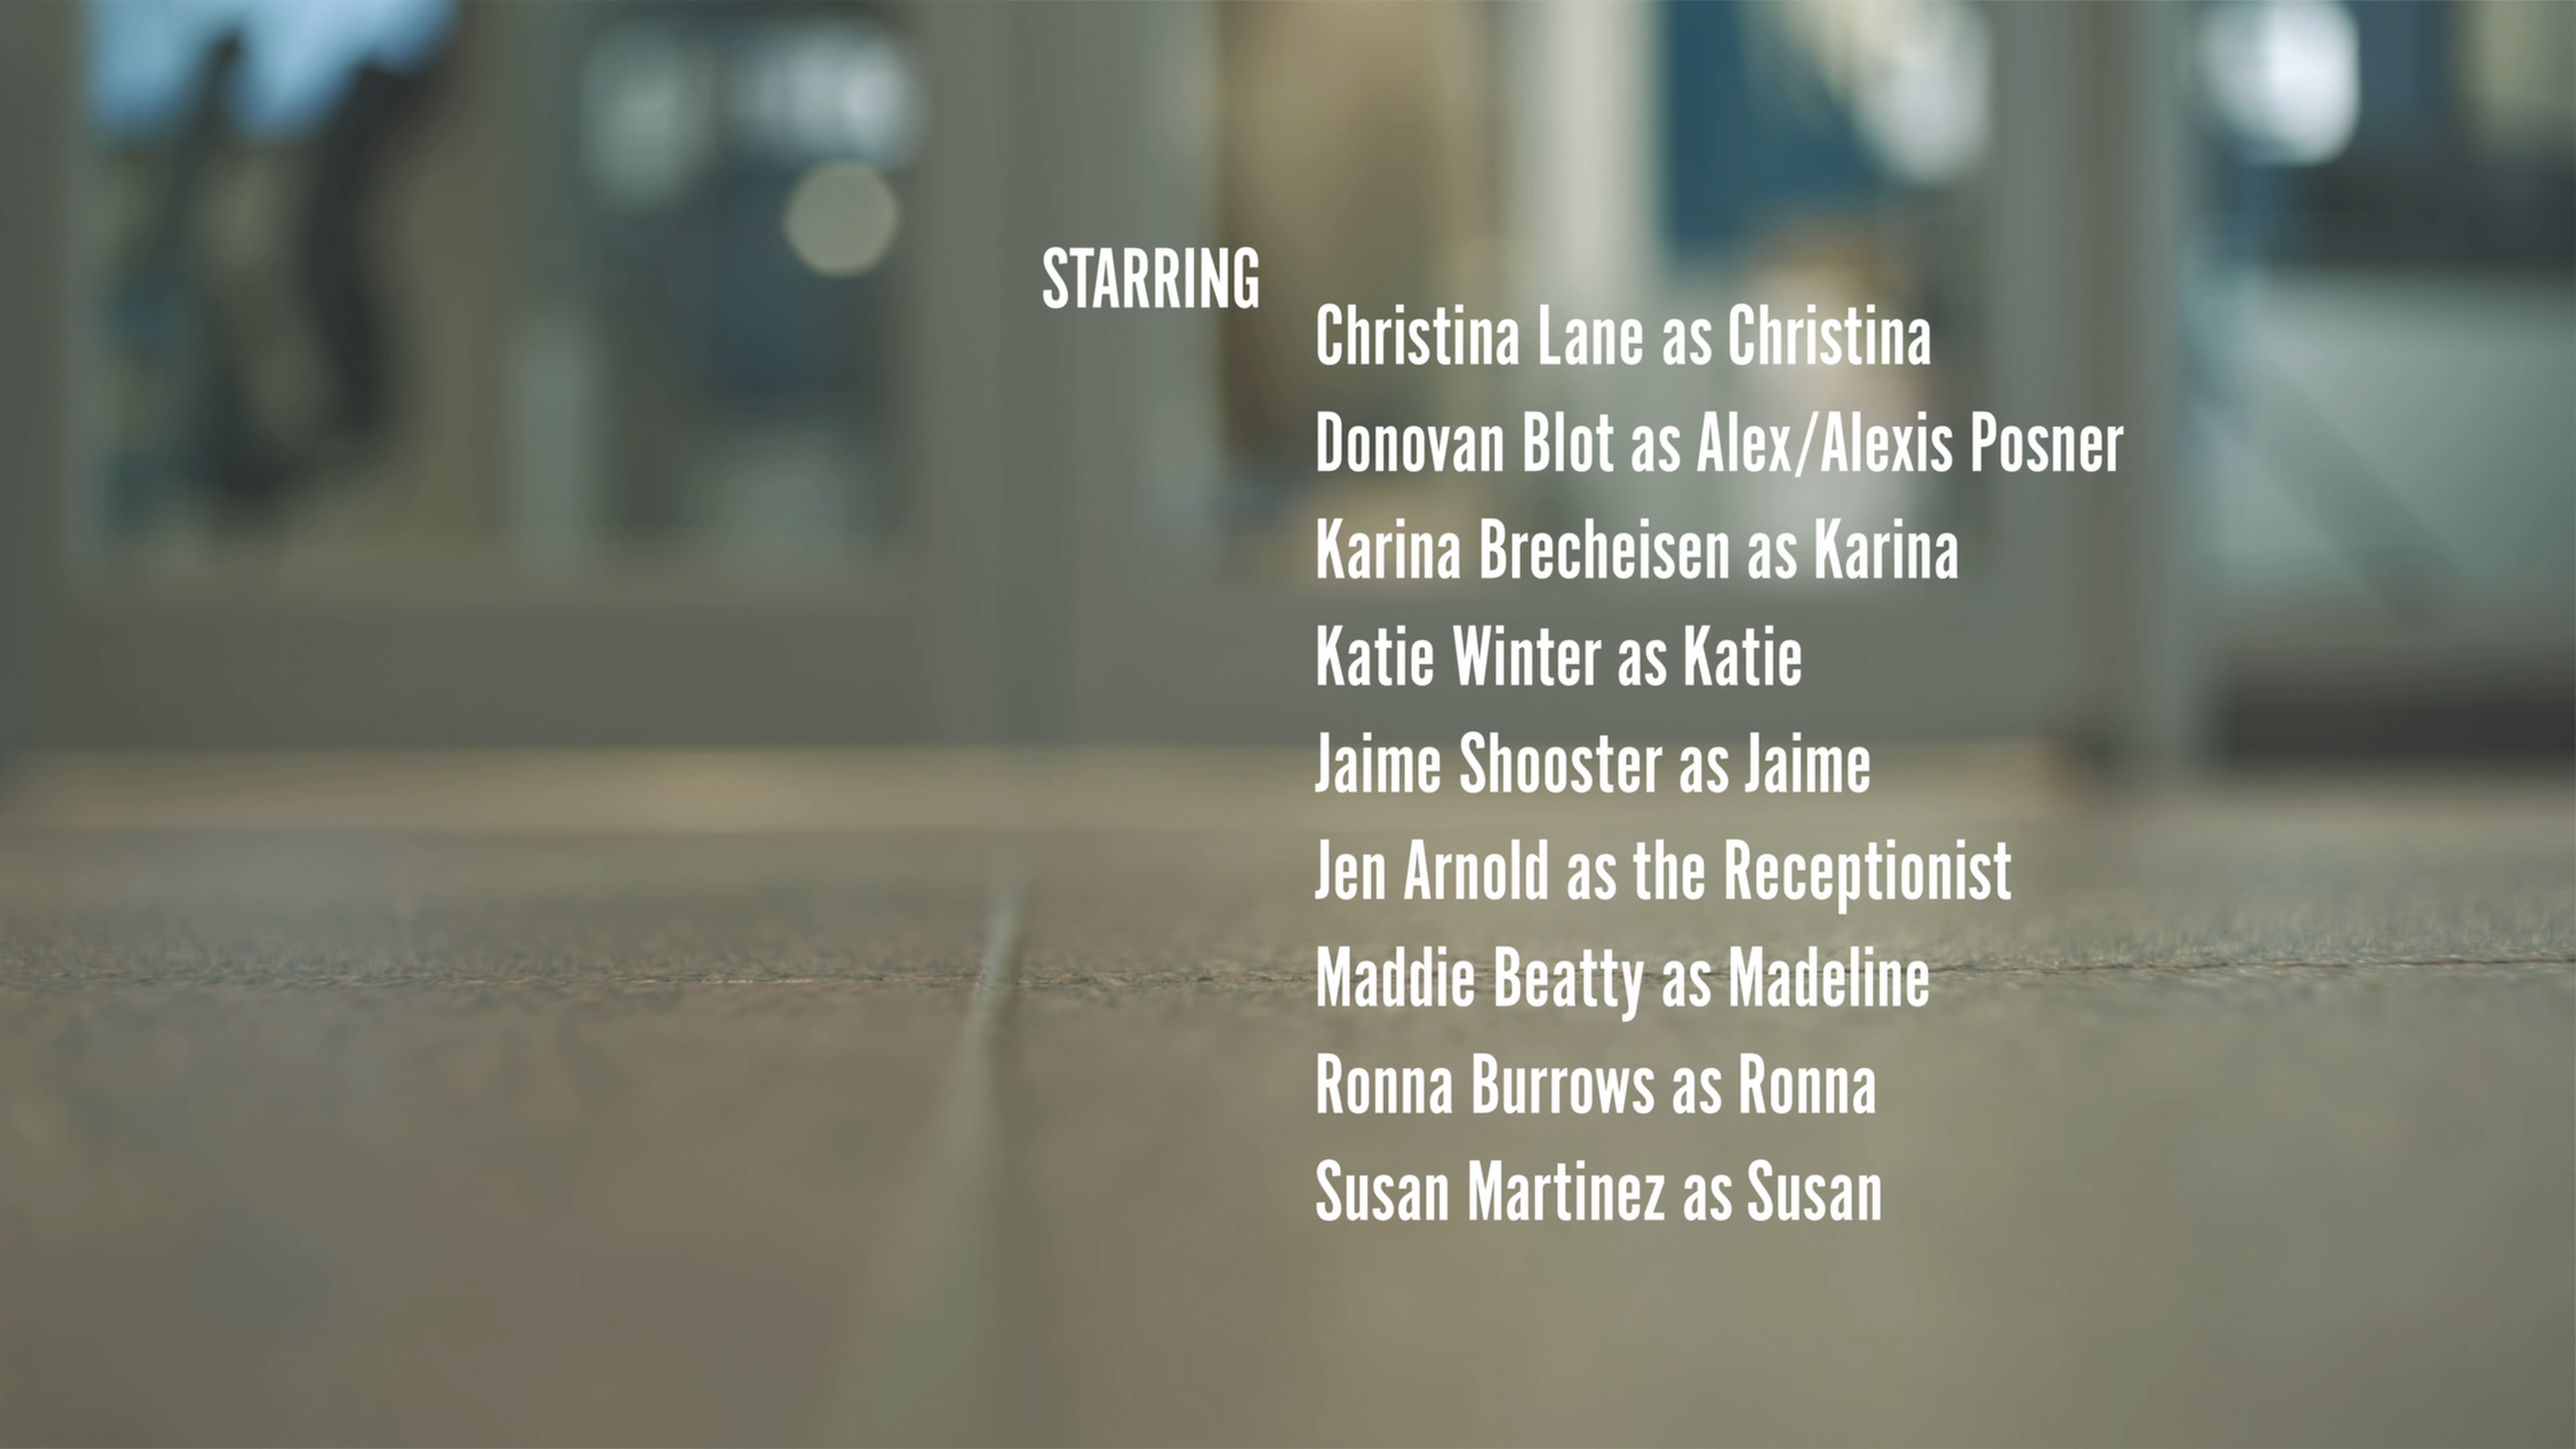 STARRING
Christina Lane as Christina
Donovan Blot as Alex/Alexis Posner
Karina Brecheisen as Karina
Katie Winter as Katie
Jaime Shooster as Jaime
Jen Arnold as the Receptionist
Maddie Beatty as Madeline
Ronna Burrows as Ronna
Susan Martinez as Susan